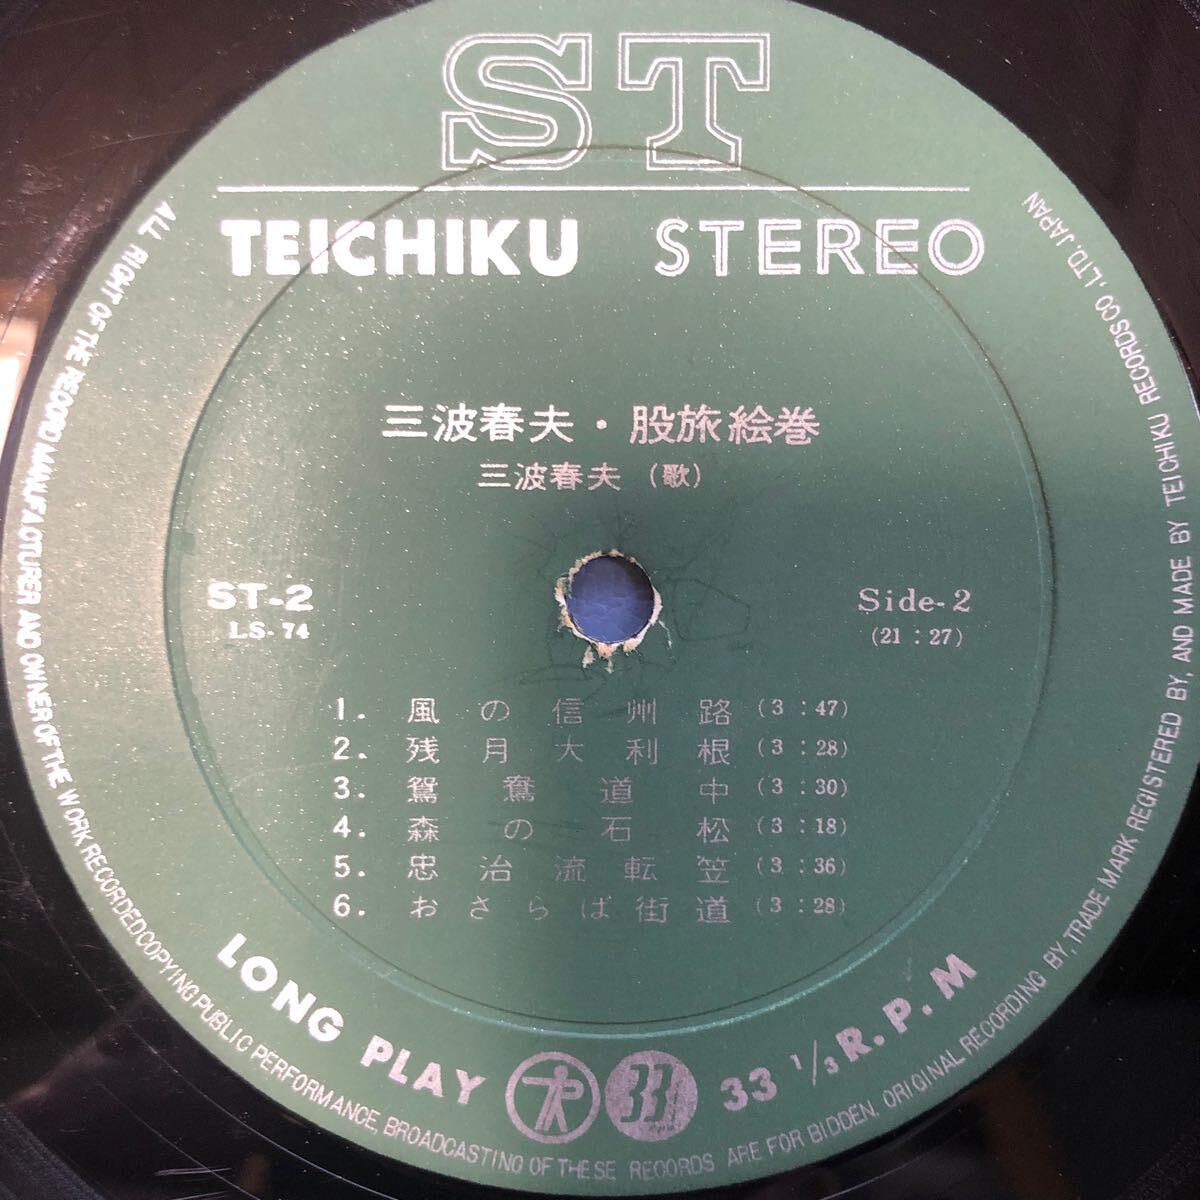 ST
TEICHIKU STEREO
三波春夫・股旅絵巻
三波春夫(歌)
ST-2
LS-74
Side-2
(21:27)
1. 風の信州路 (3:47)
2. 残月大利根 (3:28)
3. 鴛鴦道中 (3:30)
4. 森の石松 (3:18)
5. 忠治流転笠 (3:36)
6. おさらば街道 (3:28)
LONG PLAY 33 33 1/3 R.P.M
ALL RIGHT OF THE RECORD MANUFACTURER AND OWNER OF THE WORK RECORDED COPYING PUBLIC PERFORMANCE, BROADCASTING OF THESE RECORDS ARE FOR BIDDEN. ORIGINAL RECORDING BY, TRADE MARK REGISTERED BY, AND MADE BY TEICHIKU RECORDS CO., LTD. JAPAN